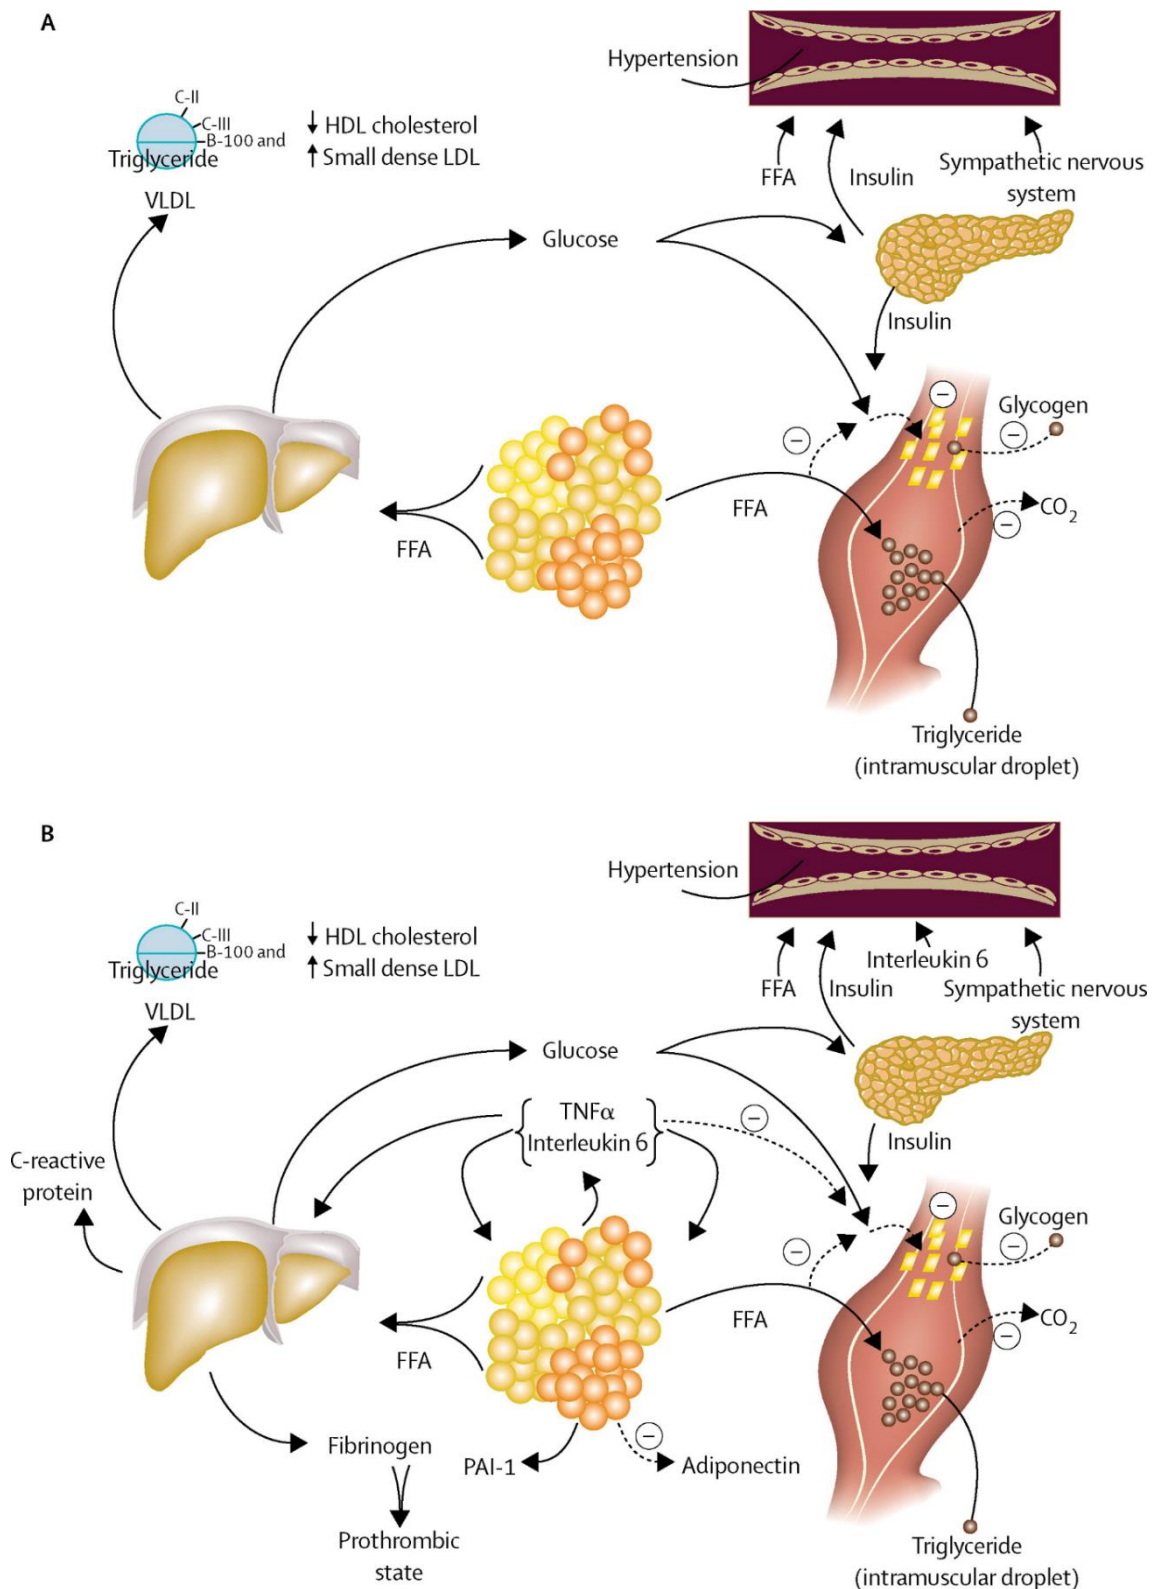 A
Hypertension
C-II
C-III
B-100 and
Triglyceride
VLDL
↓ HDL cholesterol
↑ Small dense LDL
FFA
Insulin
Sympathetic nervous
system
Glucose
Insulin
−
Glycogen
−
−
FFA
FFA
CO₂
−
Triglyceride
(intramuscular droplet)
B
Hypertension
C-II
C-III
B-100 and
Triglyceride
VLDL
↓ HDL cholesterol
↑ Small dense LDL
FFA
Insulin
Interleukin 6
Sympathetic nervous
system
Glucose
TNFα
Interleukin 6
−
Insulin
C-reactive
protein
−
Glycogen
−
−
FFA
FFA
CO₂
−
Fibrinogen
PAI-1
−
Adiponectin
Prothrombic
state
Triglyceride
(intramuscular droplet)